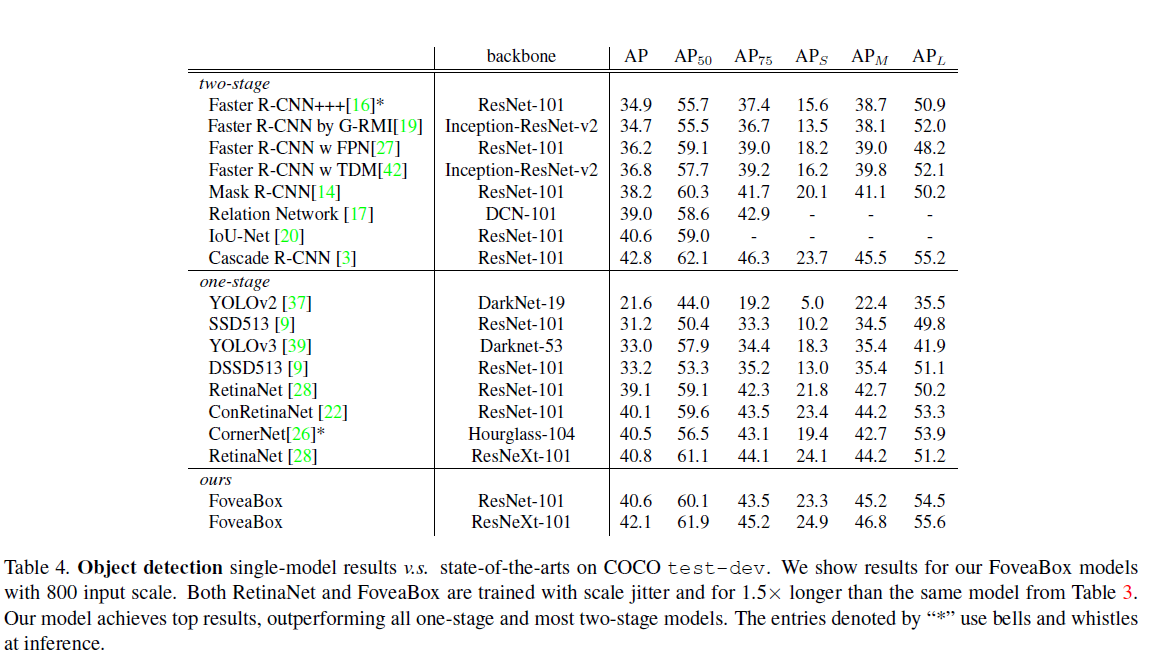 backbone AP AP50 AP75 APS APM APL
two-stage
Faster R-CNN+++[16]* ResNet-101 34.9 55.7 37.4 15.6 38.7 50.9
Faster R-CNN by G-RMI[19] Inception-ResNet-v2 34.7 55.5 36.7 13.5 38.1 52.0
Faster R-CNN w FPN[27] ResNet-101 36.2 59.1 39.0 18.2 39.0 48.2
Faster R-CNN w TDM[42] Inception-ResNet-v2 36.8 57.7 39.2 16.2 39.8 52.1
Mask R-CNN[14] ResNet-101 38.2 60.3 41.7 20.1 41.1 50.2
Relation Network [17] DCN-101 39.0 58.6 42.9 - - -
IoU-Net [20] ResNet-101 40.6 59.0 - - - -
Cascade R-CNN [3] ResNet-101 42.8 62.1 46.3 23.7 45.5 55.2
one-stage
YOLOv2 [37] DarkNet-19 21.6 44.0 19.2 5.0 22.4 35.5
SSD513 [9] ResNet-101 31.2 50.4 33.3 10.2 34.5 49.8
YOLOv3 [39] Darknet-53 33.0 57.9 34.4 18.3 35.4 41.9
DSSD513 [9] ResNet-101 33.2 53.3 35.2 13.0 35.4 51.1
RetinaNet [28] ResNet-101 39.1 59.1 42.3 21.8 42.7 50.2
ConRetinaNet [22] ResNet-101 40.1 59.6 43.5 23.4 44.2 53.3
CornerNet[26]* Hourglass-104 40.5 56.5 43.1 19.4 42.7 53.9
RetinaNet [28] ResNeXt-101 40.8 61.1 44.1 24.1 44.2 51.2
ours
FoveaBox ResNet-101 40.6 60.1 43.5 23.3 45.2 54.5
FoveaBox ResNeXt-101 42.1 61.9 45.2 24.9 46.8 55.6
Table 4. Object detection single-model results v.s. state-of-the-arts on COCO test-dev. We show results for our FoveaBox models
with 800 input scale. Both RetinaNet and FoveaBox are trained with scale jitter and for 1.5× longer than the same model from Table 3.
Our model achieves top results, outperforming all one-stage and most two-stage models. The entries denoted by “*” use bells and whistles
at inference.